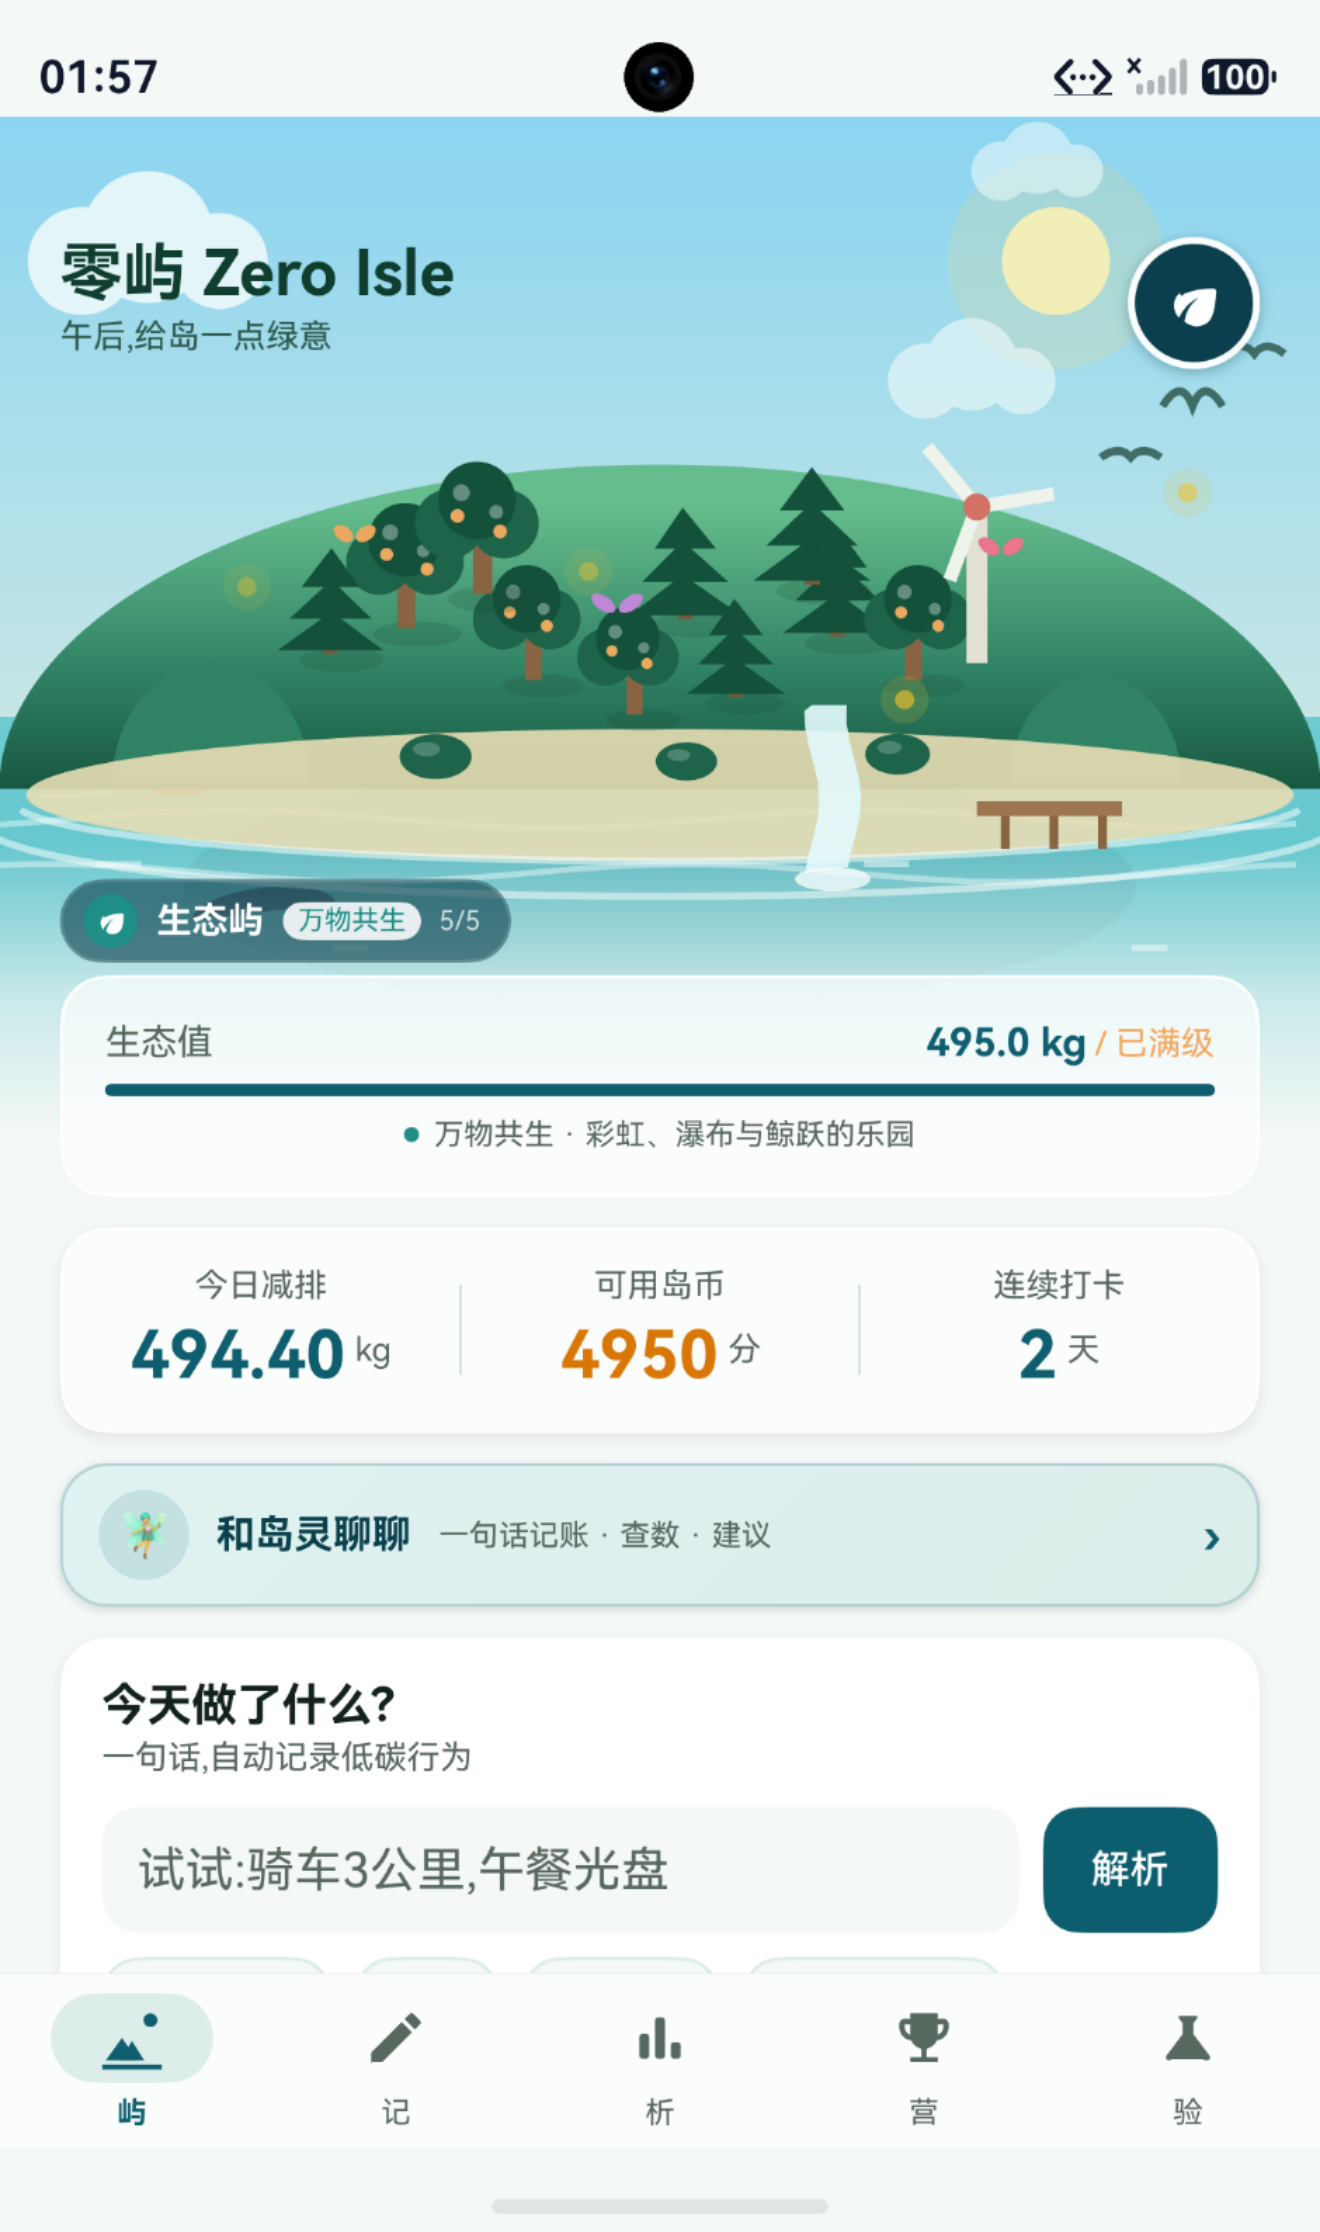 01:57
100
零屿 Zero Isle
午后,给岛一点绿意
生态屿 万物共生 5/5
生态值 495.0 kg / 已满级
万物共生 · 彩虹、瀑布与鲸跃的乐园
今日减排 可用岛币 连续打卡
494.40 kg 4950 分 2 天
和岛灵聊聊 一句话记账 · 查数 · 建议 ›
今天做了什么?
一句话,自动记录低碳行为
试试:骑车3公里,午餐光盘 解析
屿 记 析 营 验